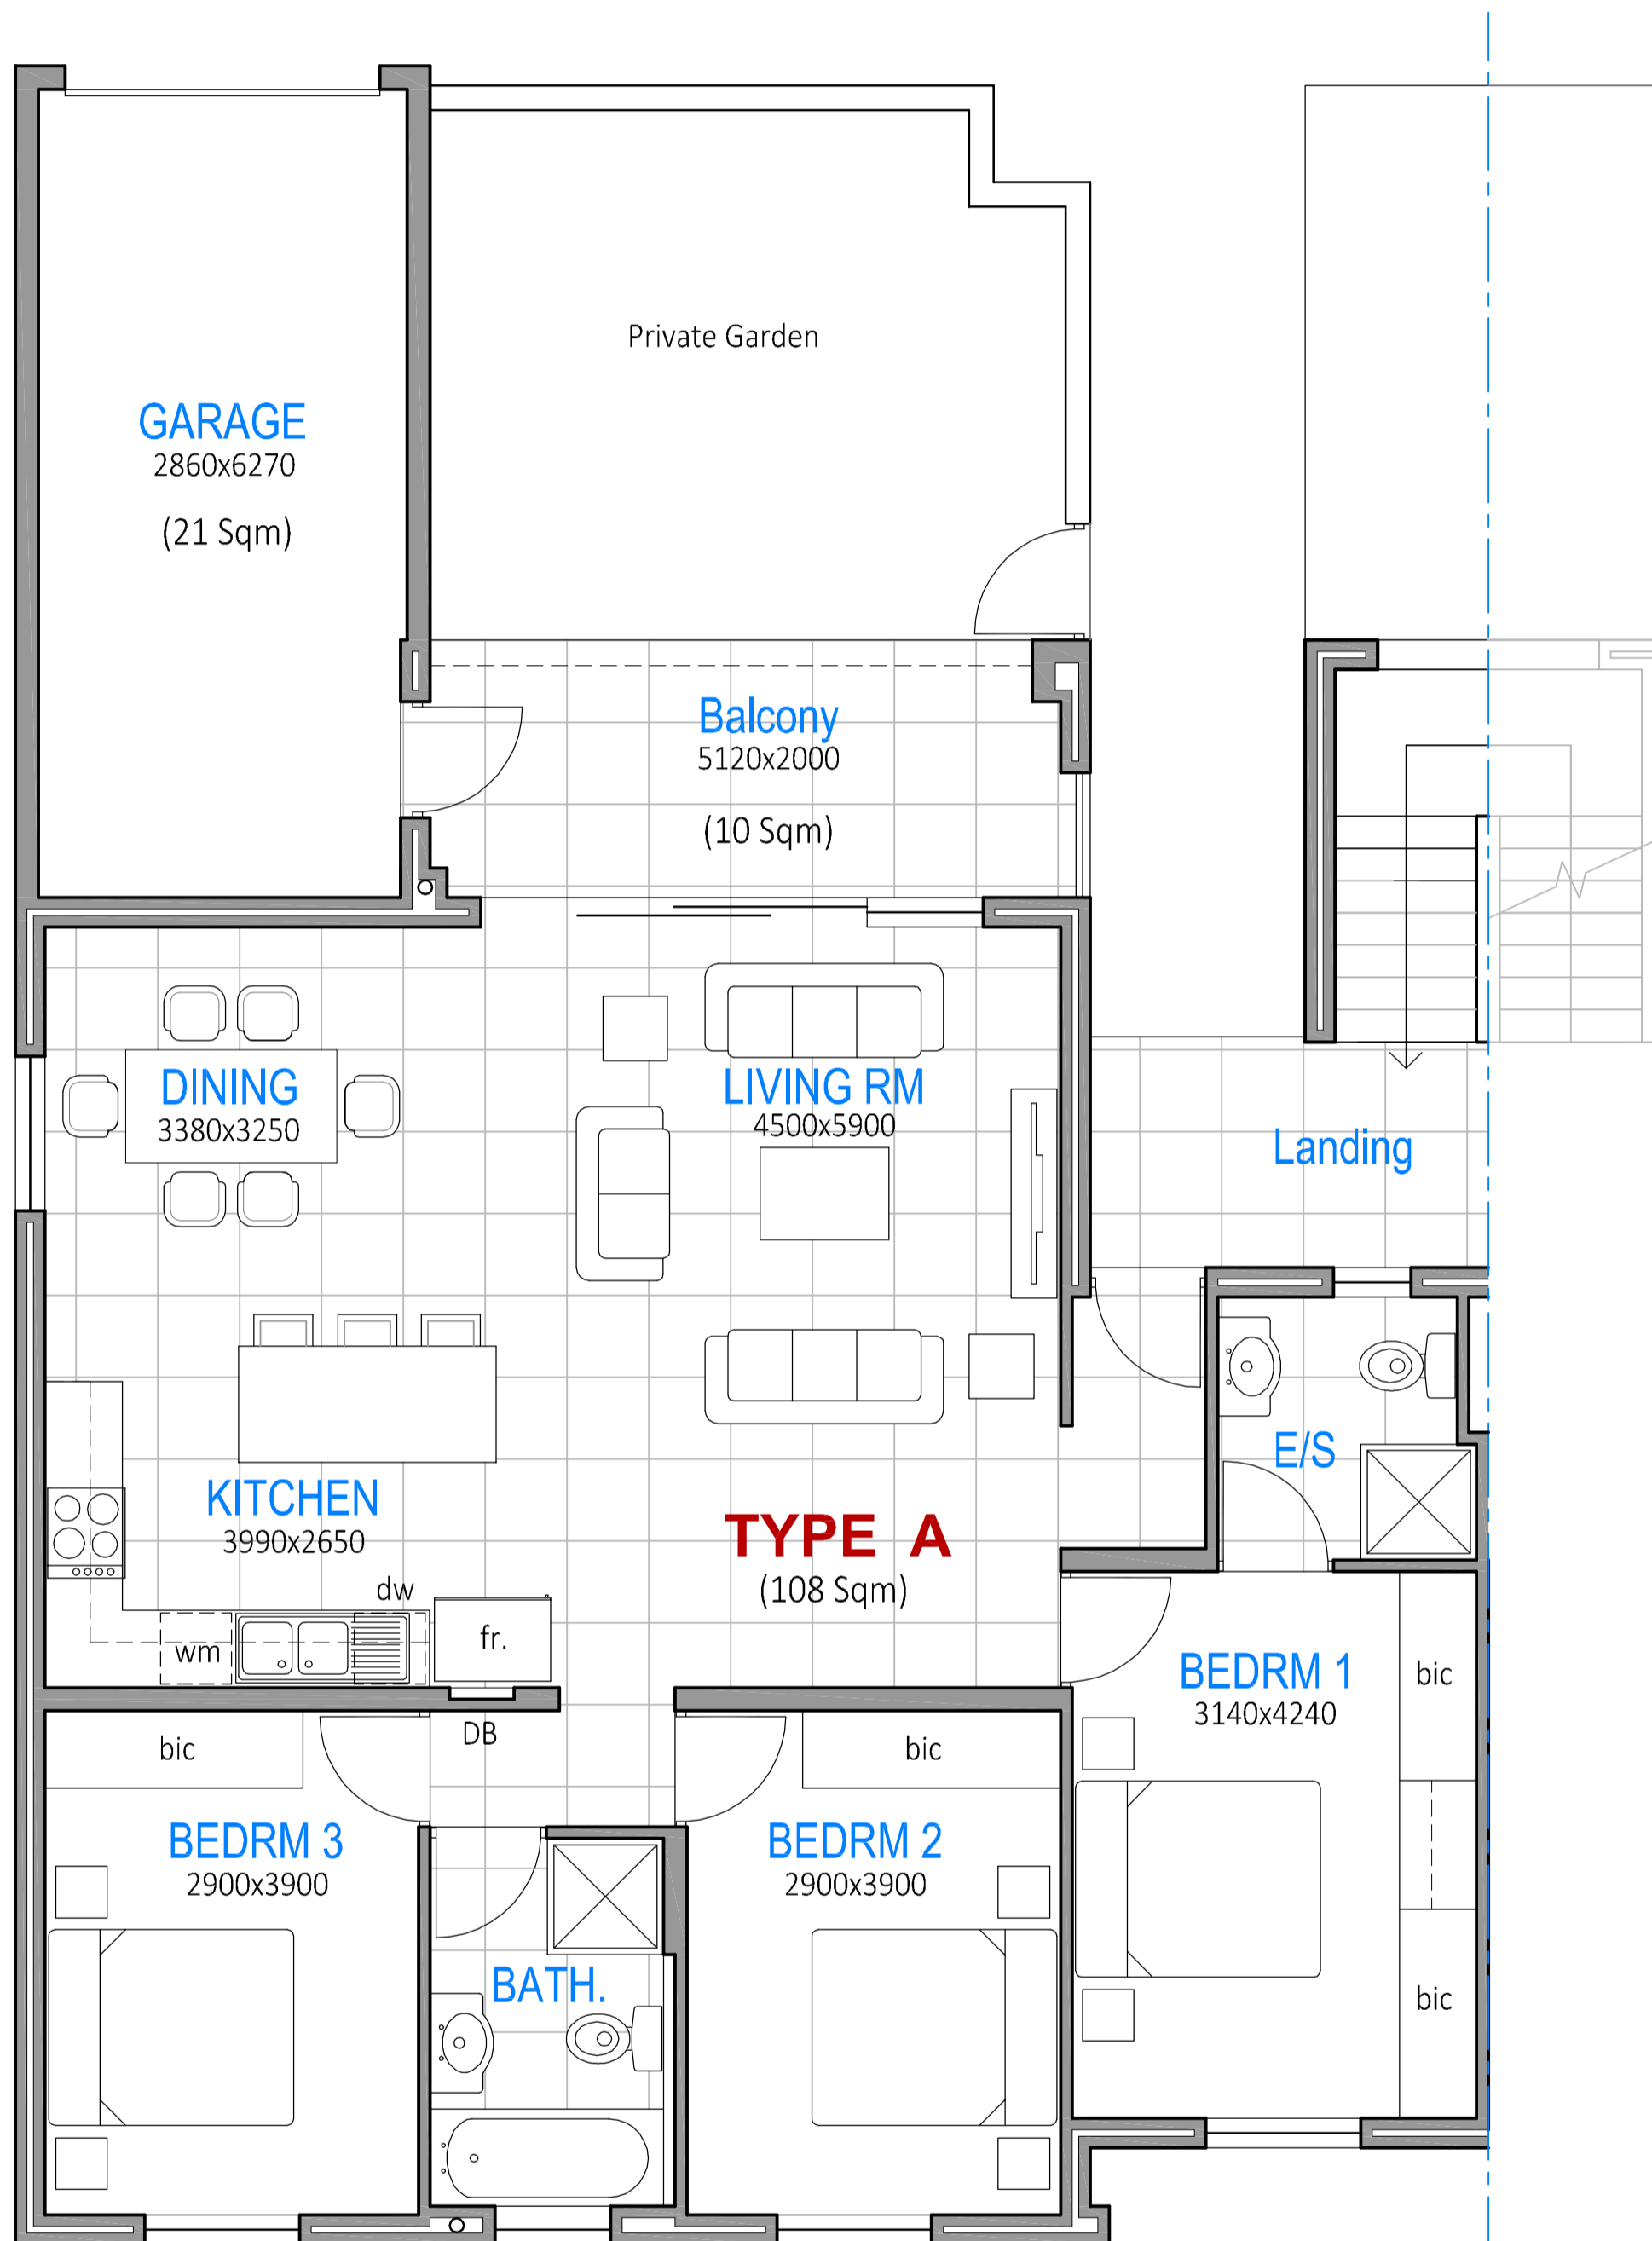 Private Garden
GARAGE
2860x6270
(21 Sqm)
Balcony
5120x2000
(10 Sqm)
DINING
3380x3250
LIVING RM
4500x5900
Landing
E/S
KITCHEN
3990x2650
TYPE A
(108 Sqm)
dw
wm
fr.
BEDRM 1
3140x4240
bic
DB
bic
bic
BEDRM 3
2900x3900
BEDRM 2
2900x3900
BATH.
bic